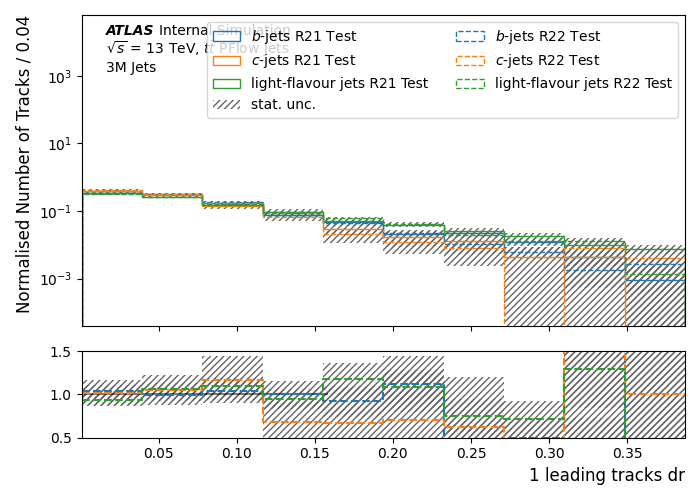 ATLAS Internal Simulation
√s = 13 TeV, tt PFlow Jets
3M Jets
b-jets R21 Test
c-jets R21 Test
light-flavour jets R21 Test
stat. unc.
b-jets R22 Test
c-jets R22 Test
light-flavour jets R22 Test
Normalised Number of Tracks / 0.04
10³
10¹
10⁻¹
10⁻³
1.5
1.0
0.5
0.05 0.10 0.15 0.20 0.25 0.30 0.35
1 leading tracks dr